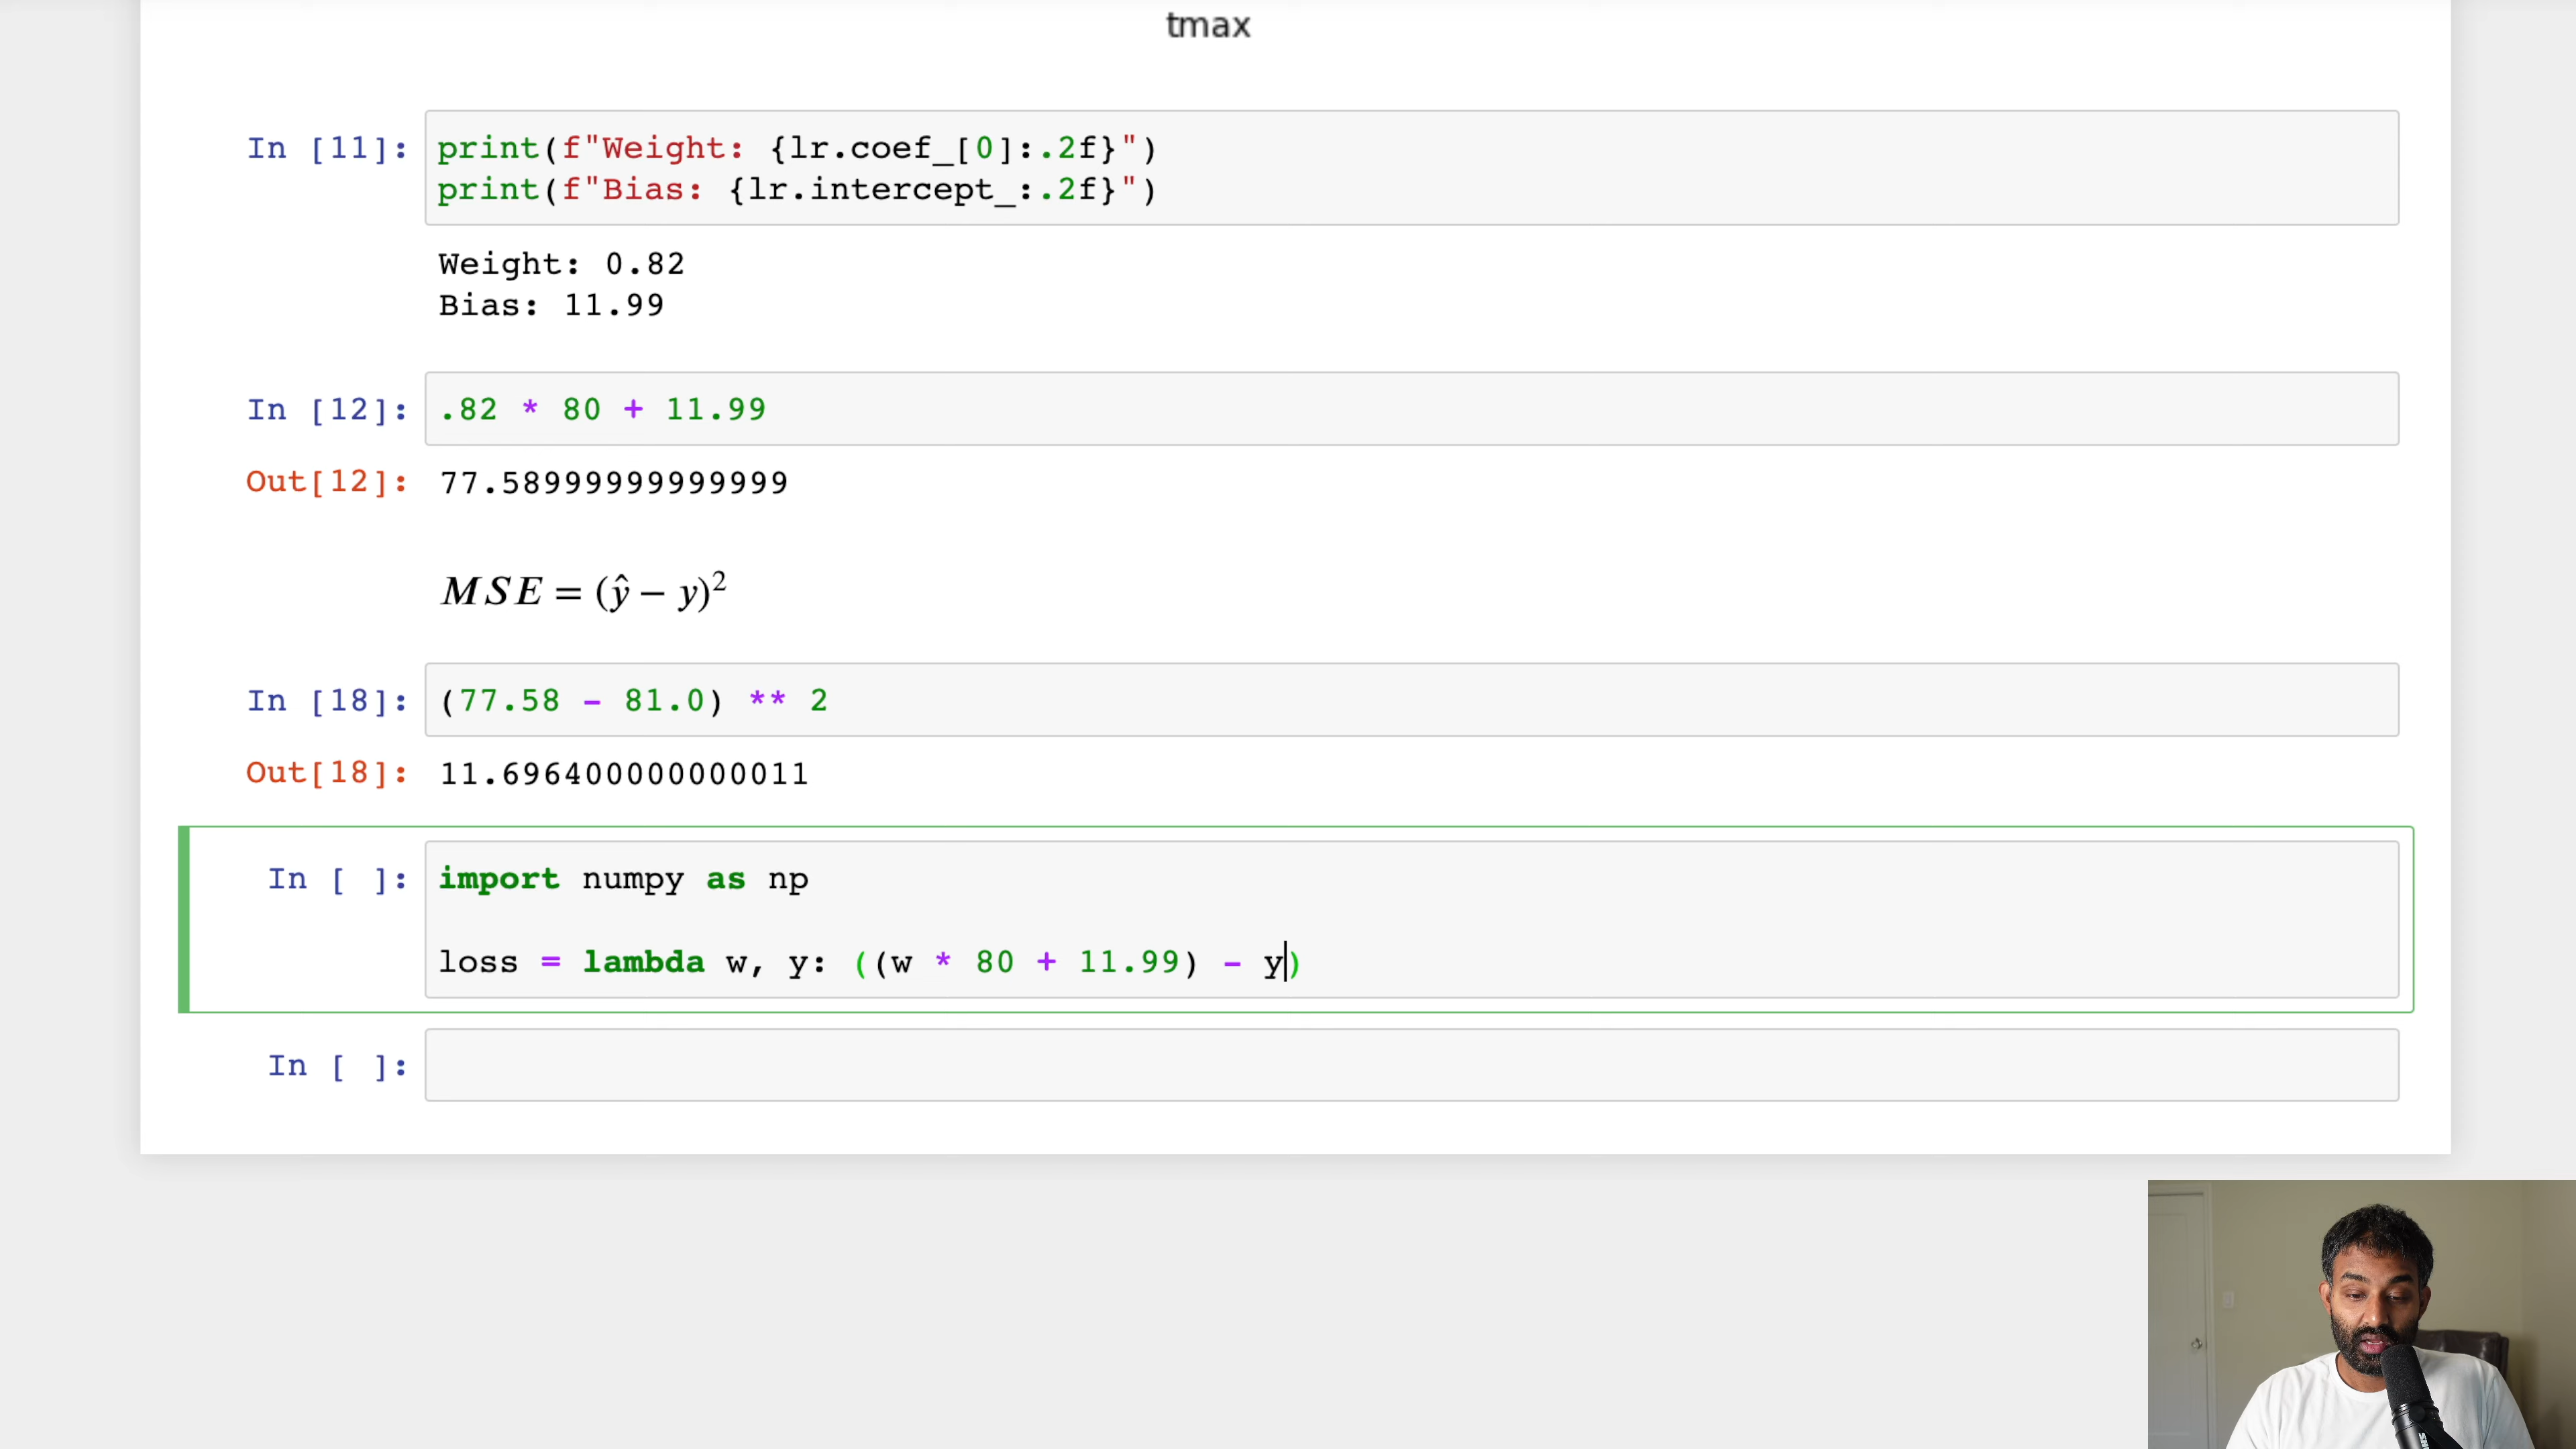 tmax
In [11]: print(f"Weight: {lr.coef_[0]:.2f}")
print(f"Bias: {lr.intercept_:.2f}")
Weight: 0.82
Bias: 11.99
In [12]: .82 * 80 + 11.99
Out[12]: 77.58999999999999
MSE = (ŷ − y)²
In [18]: (77.58 - 81.0) ** 2
Out[18]: 11.696400000000011
In [ ]: import numpy as np
loss = lambda w, y: ((w * 80 + 11.99) - y)
In [ ]: